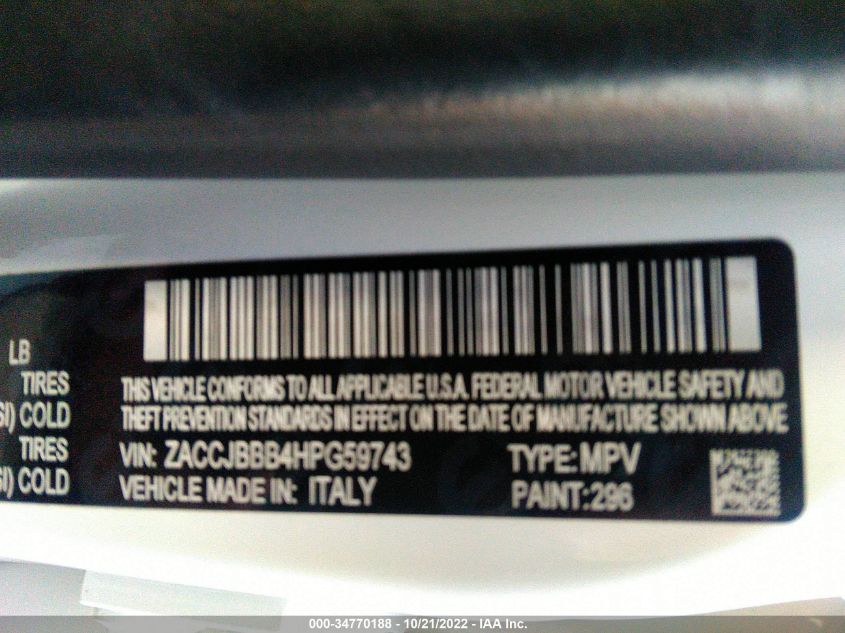 LB
TIRES
SI) COLD
TIRES
SI) COLD
THIS VEHICLE CONFORMS TO ALL APPLICABLE U.S.A. FEDERAL MOTOR VEHICLE SAFETY AND
THEFT PREVENTION STANDARDS IN EFFECT ON THE DATE OF MANUFACTURE SHOWN ABOVE
VIN: ZACCJBBB4HPG59743
TYPE: MPV
VEHICLE MADE IN: ITALY
PAINT:296
000-34770188 - 10/21/2022 - IAA Inc.